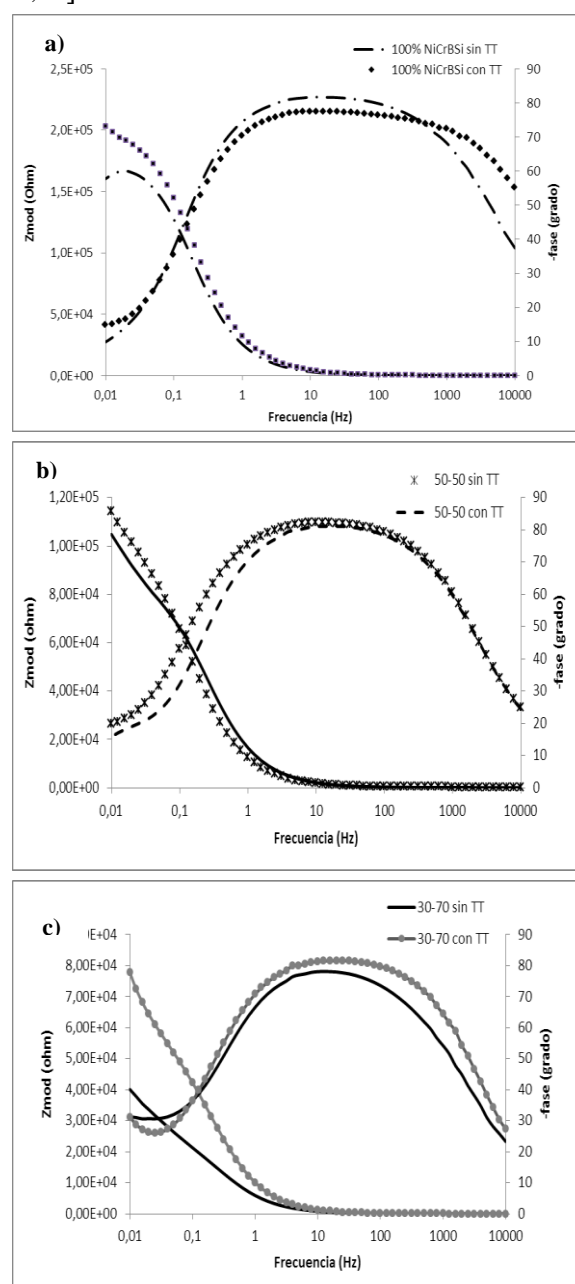 a)
100% NiCrBSi sin TT
100% NiCrBSi con TT
2,5E+05
2,0E+05
1,5E+05
1,0E+05
5,0E+04
0,0E+00
Zmod (Ohm)
90
80
70
60
50
40
30
20
10
0
-fase (grado)
0,01
0,1
1
10
100
1000
10000
Frecuencia (Hz)
b)
50-50 sin TT
50-50 con TT
1,20E+05
1,00E+05
8,00E+04
6,00E+04
4,00E+04
2,00E+04
0,00E+00
Zmod (ohm)
90
80
70
60
50
40
30
20
10
0
-fase (grado)
0,01
0,1
1
10
100
1000
10000
Frecuencia (Hz)
c)
30-70 sin TT
30-70 con TT
0E+04
8,00E+04
7,00E+04
6,00E+04
5,00E+04
4,00E+04
3,00E+04
2,00E+04
1,00E+04
0,00E+00
Zmod (ohm)
90
80
70
60
50
40
30
20
10
0
-fase (grado)
0,01
0,1
1
10
100
1000
10000
Frecuencia (Hz)